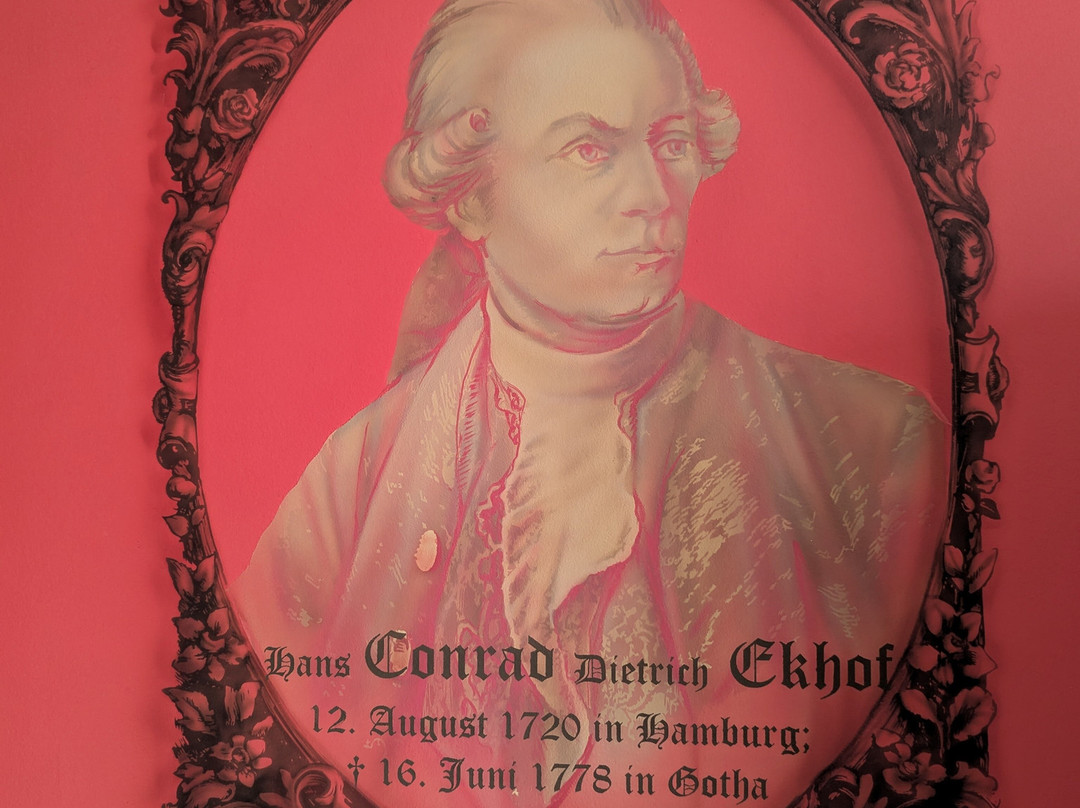 Hans Conrad Dietrich Ekhof
12. August 1720 in Hamburg;
† 16. Juni 1778 in Gotha